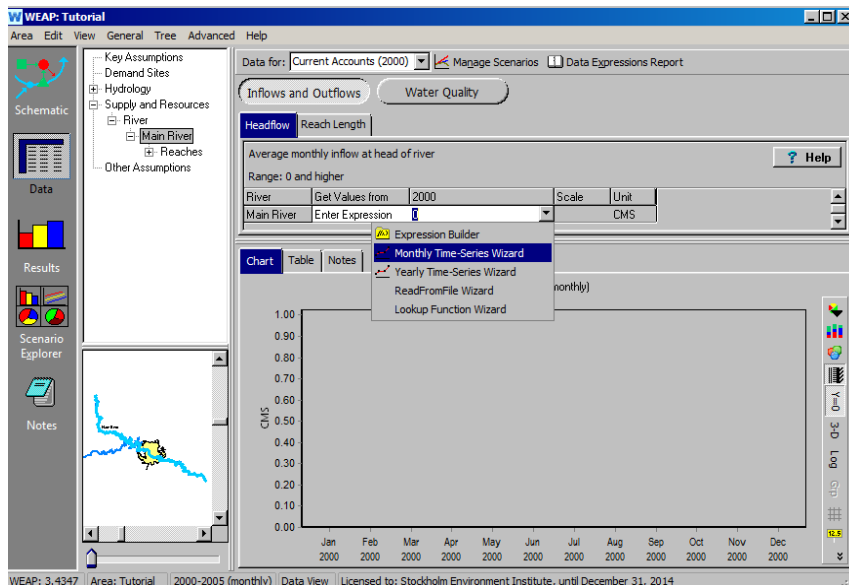 WEAP: Tutorial
Area Edit View General Tree Advanced Help
Schematic
Data
Results
Scenario
Explorer
Notes
Key Assumptions
Demand Sites
Hydrology
Supply and Resources
River
Main River
Reaches
Other Assumptions
Data for: Current Accounts (2000) Manage Scenarios Data Expressions Report
Inflows and Outflows Water Quality
Headflow Reach Length
Average monthly inflow at head of river
? Help
Range: 0 and higher
River Get Values from 2000 Scale Unit
Main River Enter Expression 0 CMS
Expression Builder
Monthly Time-Series Wizard
Yearly Time-Series Wizard
ReadFromFile Wizard
Lookup Function Wizard
Chart Table Notes
monthly)
CMS
1.00
0.90
0.80
0.70
0.60
0.50
0.40
0.30
0.20
0.10
0.00
Jan Feb Mar Apr May Jun Jul Aug Sep Oct Nov Dec
2000 2000 2000 2000 2000 2000 2000 2000 2000 2000 2000 2000
Y=0
3-D
Log
12.5
WEAP: 3.4347 Area: Tutorial 2000-2005 (monthly) Data View Licensed to: Stockholm Environment Institute, until December 31, 2014